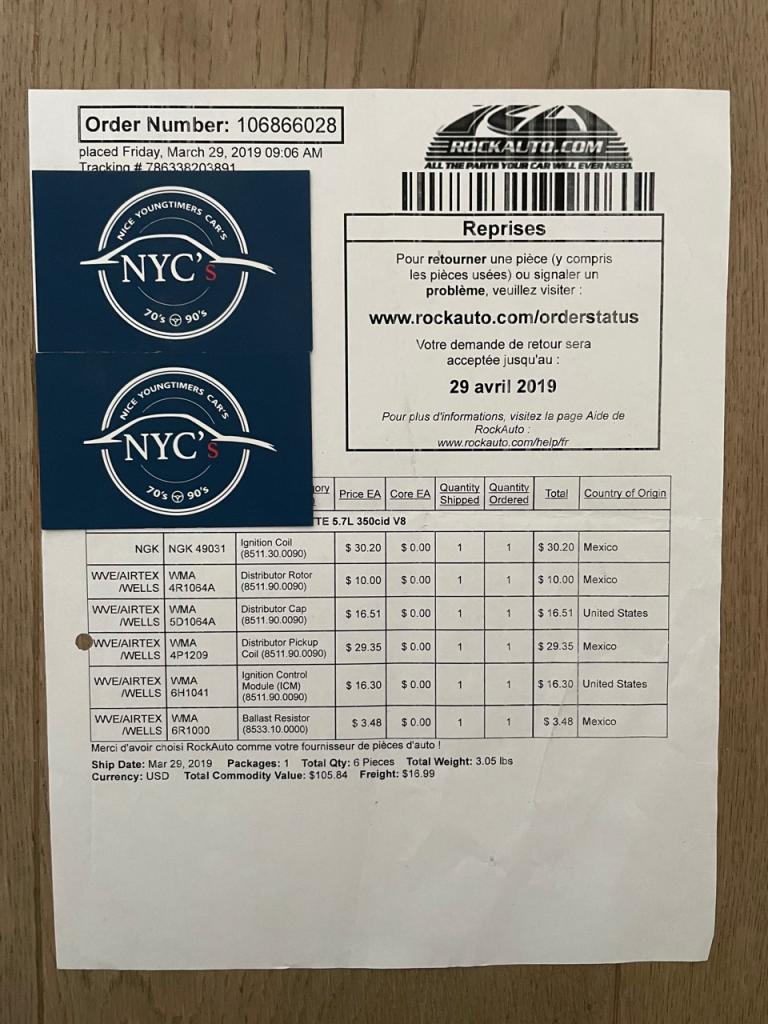 Order Number: 106866028
placed Friday, March 29, 2019 09:06 AM
Tracking # 786338203891
ROCKAUTO.COM
ALL THE PARTS YOUR CAR WILL EVER NEED
NICE YOUNGTIMERS CAR'S
NYC's
70's 90's
NICE YOUNGTIMERS CAR'S
NYC's
70's 90's
Reprises
Pour retourner une pièce (y compris
les pièces usées) ou signaler un
problème, veuillez visiter :
www.rockauto.com/orderstatus
Votre demande de retour sera
acceptée jusqu'au :
29 avril 2019
Pour plus d'informations, visitez la page Aide de
RockAuto :
www.rockauto.com/help/fr
Price EA Core EA Quantity Shipped Quantity Ordered Total Country of Origin
TE 5.7L 350cid V8
NGK NGK 49031 Ignition Coil (8511.30.0090) $ 30.20 $ 0.00 1 1 $ 30.20 Mexico
WVE/AIRTEX /WELLS WMA 4R1064A Distributor Rotor (8511.90.0090) $ 10.00 $ 0.00 1 1 $ 10.00 Mexico
WVE/AIRTEX /WELLS WMA 5D1064A Distributor Cap (8511.90.0090) $ 16.51 $ 0.00 1 1 $ 16.51 United States
WVE/AIRTEX /WELLS WMA 4P1209 Distributor Pickup Coil (8511.90.0090) $ 29.35 $ 0.00 1 1 $ 29.35 Mexico
WVE/AIRTEX /WELLS WMA 6H1041 Ignition Control Module (ICM) (8511.90.0090) $ 16.30 $ 0.00 1 1 $ 16.30 United States
WVE/AIRTEX /WELLS WMA 6R1000 Ballast Resistor (8533.10.0000) $ 3.48 $ 0.00 1 1 $ 3.48 Mexico
Merci d'avoir choisi RockAuto comme votre fournisseur de pièces d'auto !
Ship Date: Mar 29, 2019 Packages: 1 Total Qty: 6 Pieces Total Weight: 3.05 lbs
Currency: USD Total Commodity Value: $105.84 Freight: $16.99